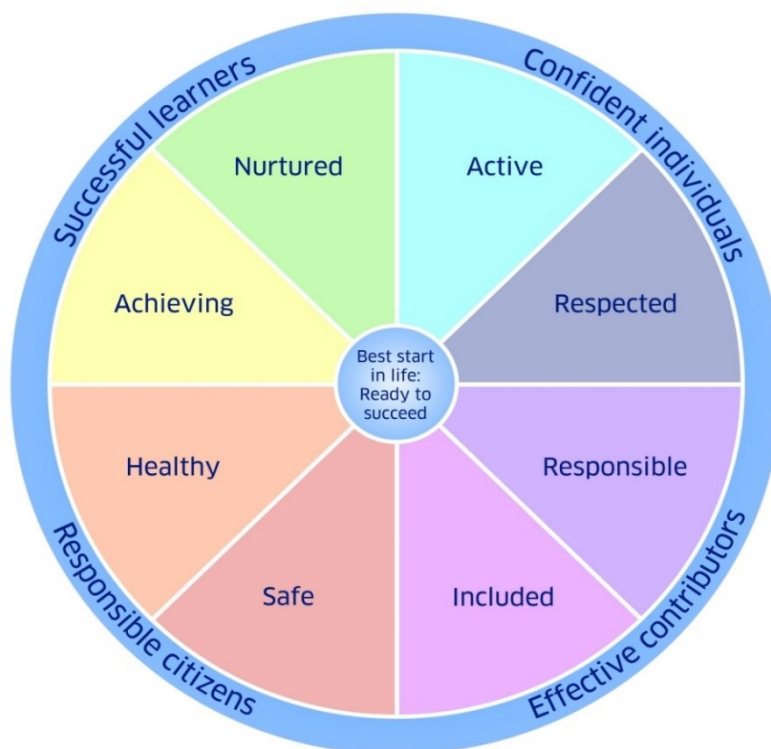 Successful learners
Confident individuals
Nurtured
Active
Achieving
Respected
Best start
in life:
Ready to
succeed
Healthy
Responsible
Safe
Included
Responsible citizens
Effective contributors